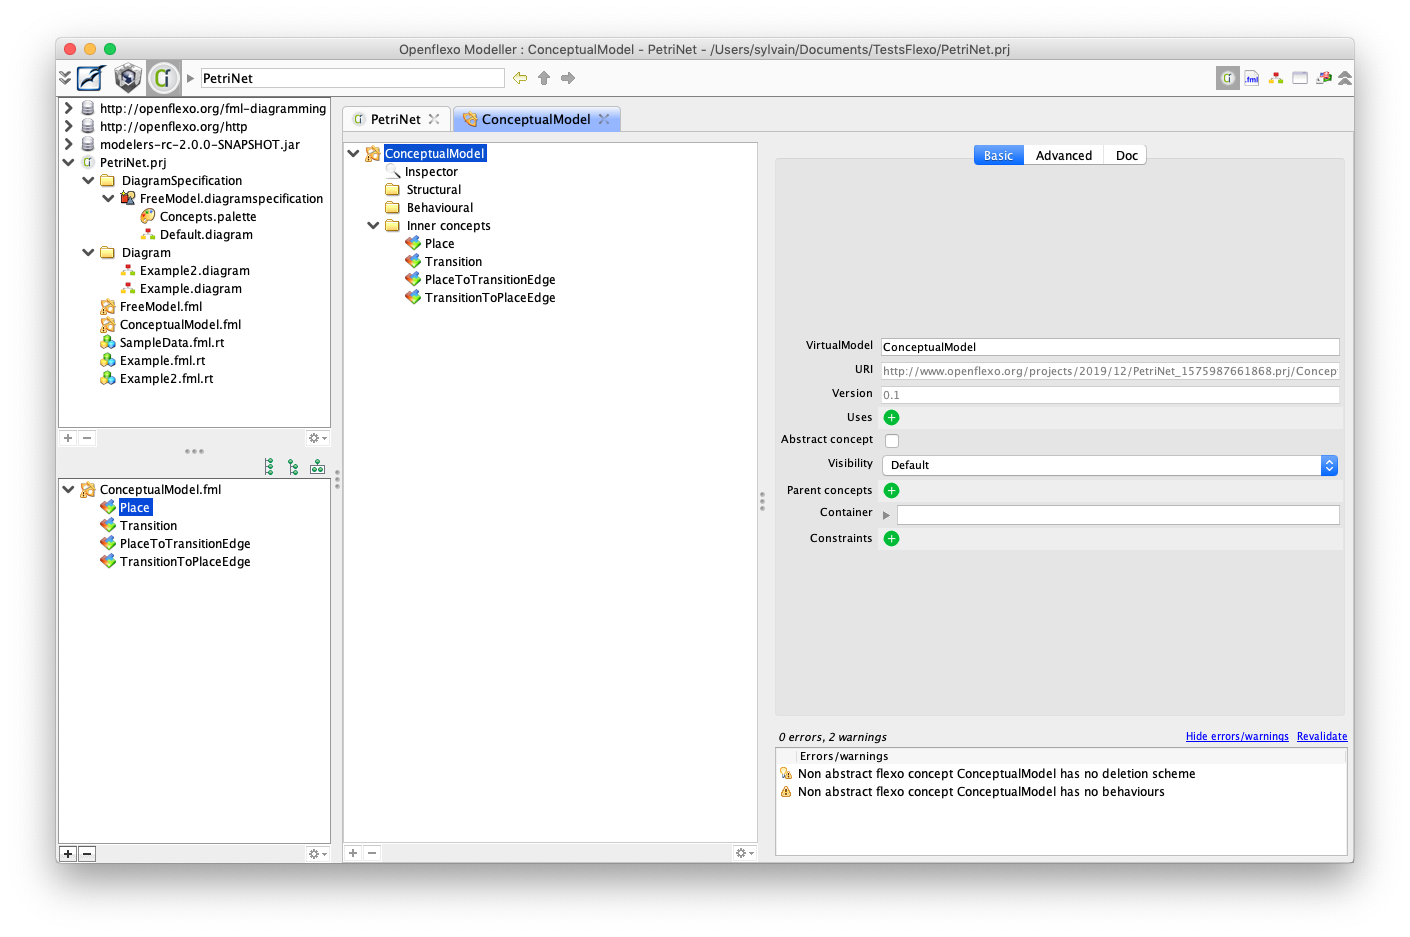 Openflexo Modeller : ConceptualModel - PetriNet - /Users/sylvain/Documents/TestsFlexo/PetriNet.prj
PetriNet
.fml
http://openflexo.org/fml-diagramming
http://openflexo.org/http
modelers-rc-2.0.0-SNAPSHOT.jar
PetriNet.prj
DiagramSpecification
FreeModel.diagramspecification
Concepts.palette
Default.diagram
Diagram
Example2.diagram
Example.diagram
FreeModel.fml
ConceptualModel.fml
SampleData.fml.rt
Example.fml.rt
Example2.fml.rt
ConceptualModel.fml
Place
Transition
PlaceToTransitionEdge
TransitionToPlaceEdge
PetriNet
ConceptualModel
ConceptualModel
Inspector
Structural
Behavioural
Inner concepts
Place
Transition
PlaceToTransitionEdge
TransitionToPlaceEdge
Basic Advanced Doc
VirtualModel ConceptualModel
URI http://www.openflexo.org/projects/2019/12/PetriNet_1575987661868.prj/Concep
Version 0.1
Uses
Abstract concept
Visibility Default
Parent concepts
Container
Constraints
0 errors, 2 warnings Hide errors/warnings Revalidate
Errors/warnings
Non abstract flexo concept ConceptualModel has no deletion scheme
Non abstract flexo concept ConceptualModel has no behaviours